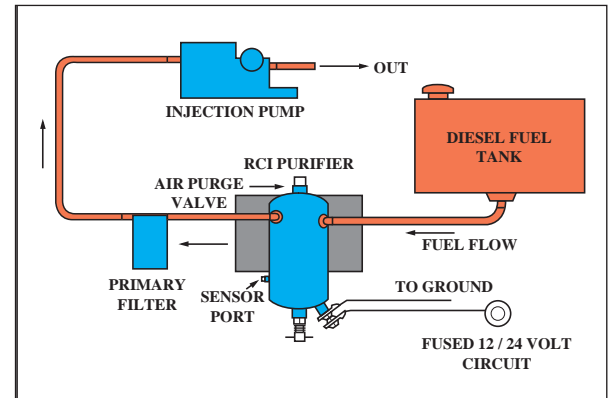 OUT
INJECTION PUMP
DIESEL FUEL
TANK
RCI PURIFIER
AIR PURGE
VALVE
FUEL FLOW
PRIMARY
FILTER
SENSOR
PORT
TO GROUND
FUSED 12 / 24 VOLT
CIRCUIT